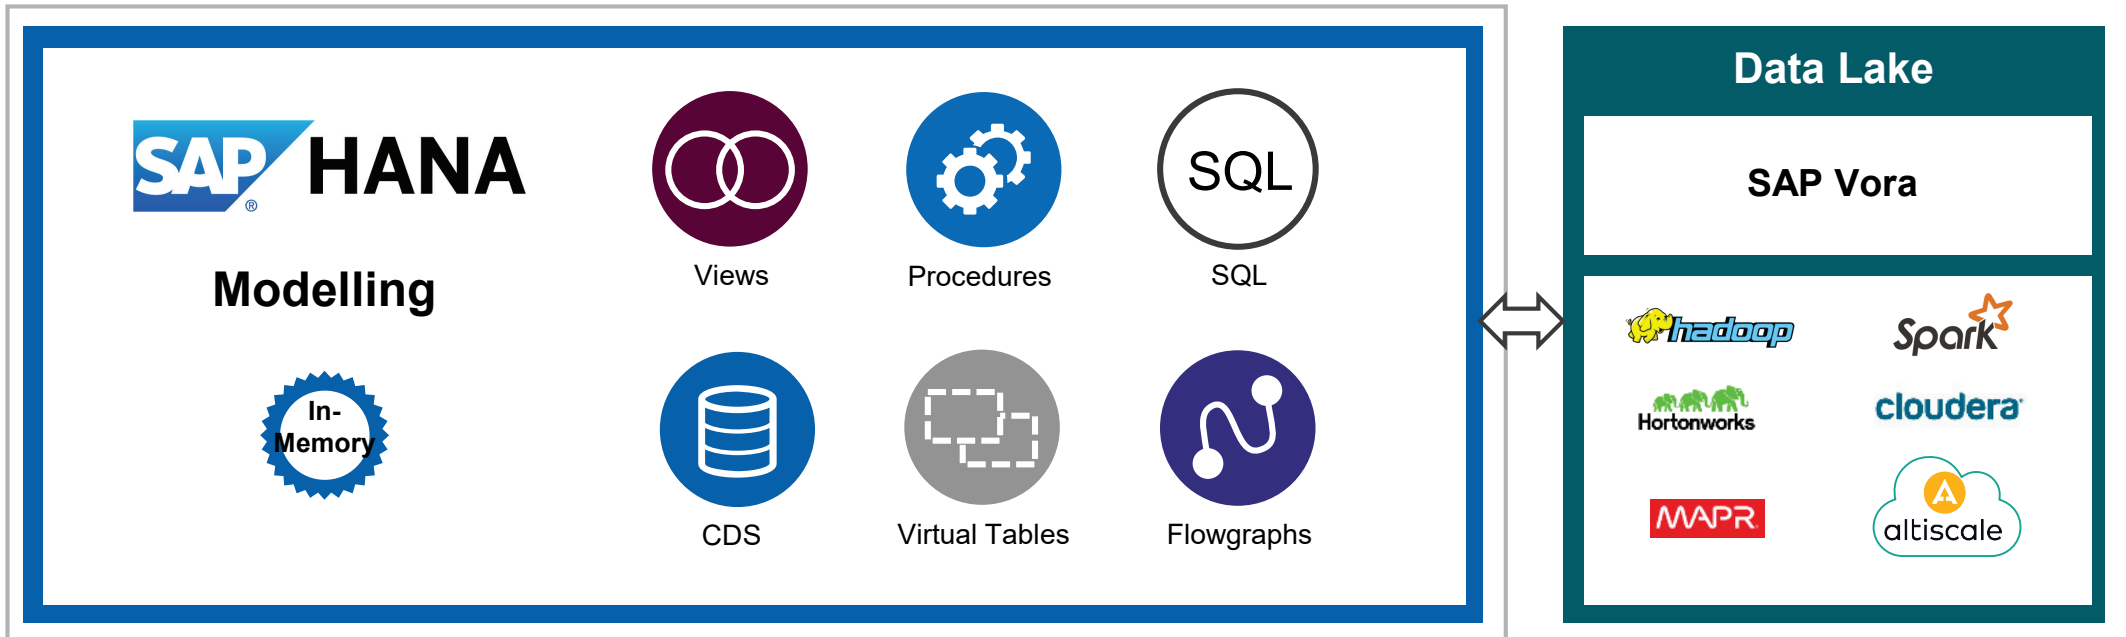 SAP HANA
®
Modelling
In-
Memory
Views
Procedures
SQL
SQL
CDS
Virtual Tables
Flowgraphs
Data Lake
SAP Vora
hadoop
Spark
Hortonworks
cloudera
MAPR
A
altiscale